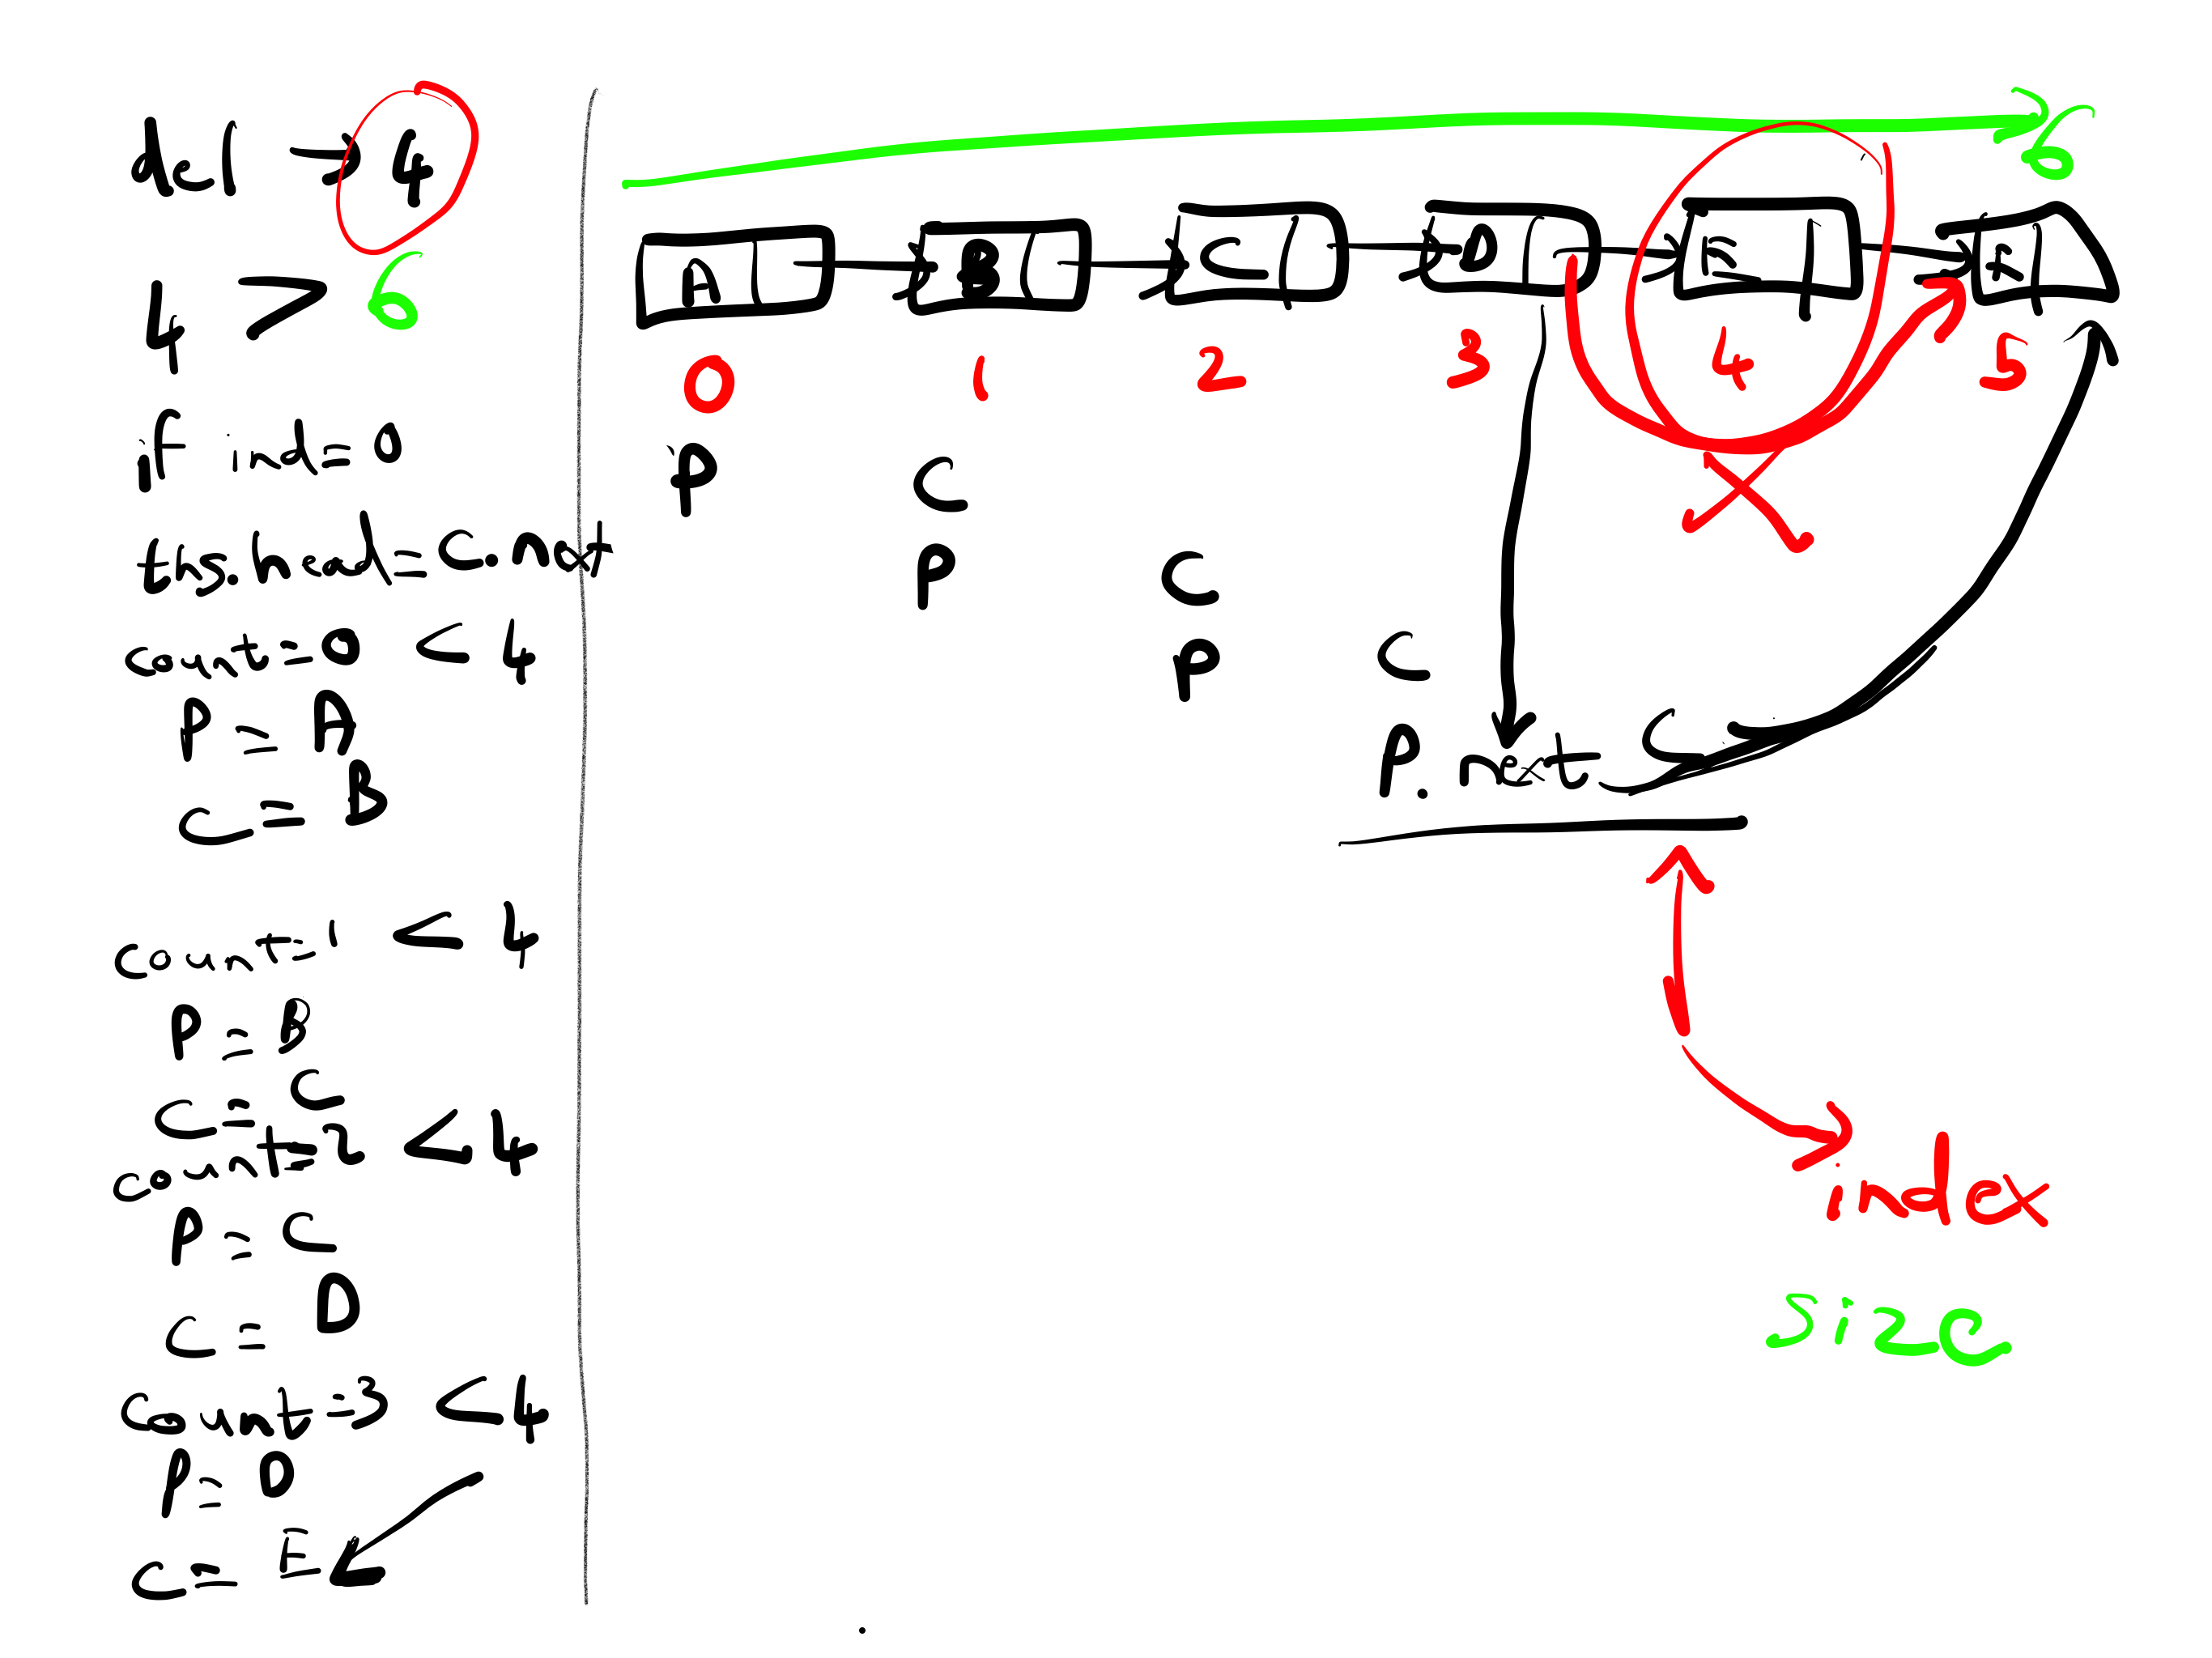 del → 4
4 > 6
if ind=0
ths.head=C.next
count=0 < 4
P = A
C = B
count=1 < 4
P = B
C = C
count=2 < 4
P = C
C = D
count=3 < 4
P = D
C = E
6
A B C D E F
0 1 2 3 4 5
P C
P C
P C
P. next C
index
Size